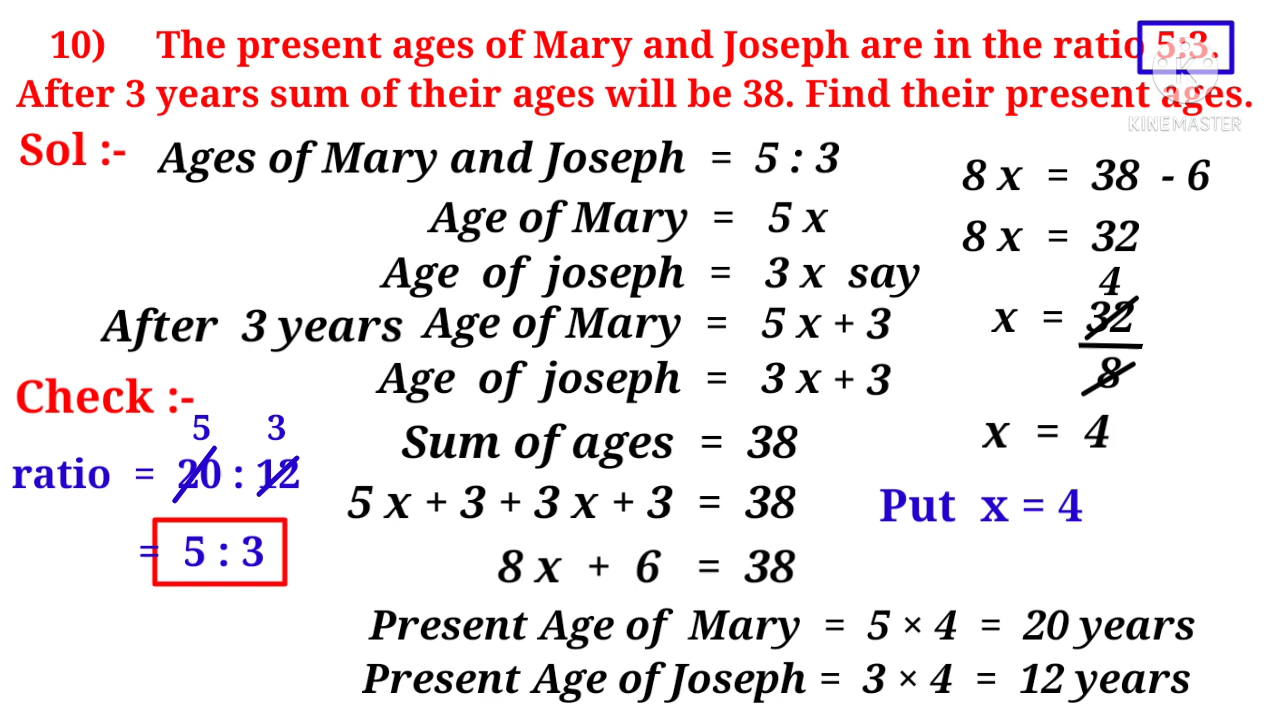 10) The present ages of Mary and Joseph are in the ratio 5:3.
After 3 years sum of their ages will be 38. Find their present ages.
KINEMASTER
Sol :-
Ages of Mary and Joseph = 5 : 3
Age of Mary = 5 x
Age of joseph = 3 x say
After 3 years Age of Mary = 5 x + 3
Age of joseph = 3 x + 3
Sum of ages = 38
5 x + 3 + 3 x + 3 = 38
8 x + 6 = 38
8 x = 38 - 6
8 x = 32
4
x = 32
8
x = 4
Put x = 4
Present Age of Mary = 5 × 4 = 20 years
Present Age of Joseph = 3 × 4 = 12 years
Check :-
5 3
ratio = 20 : 12
= 5 : 3